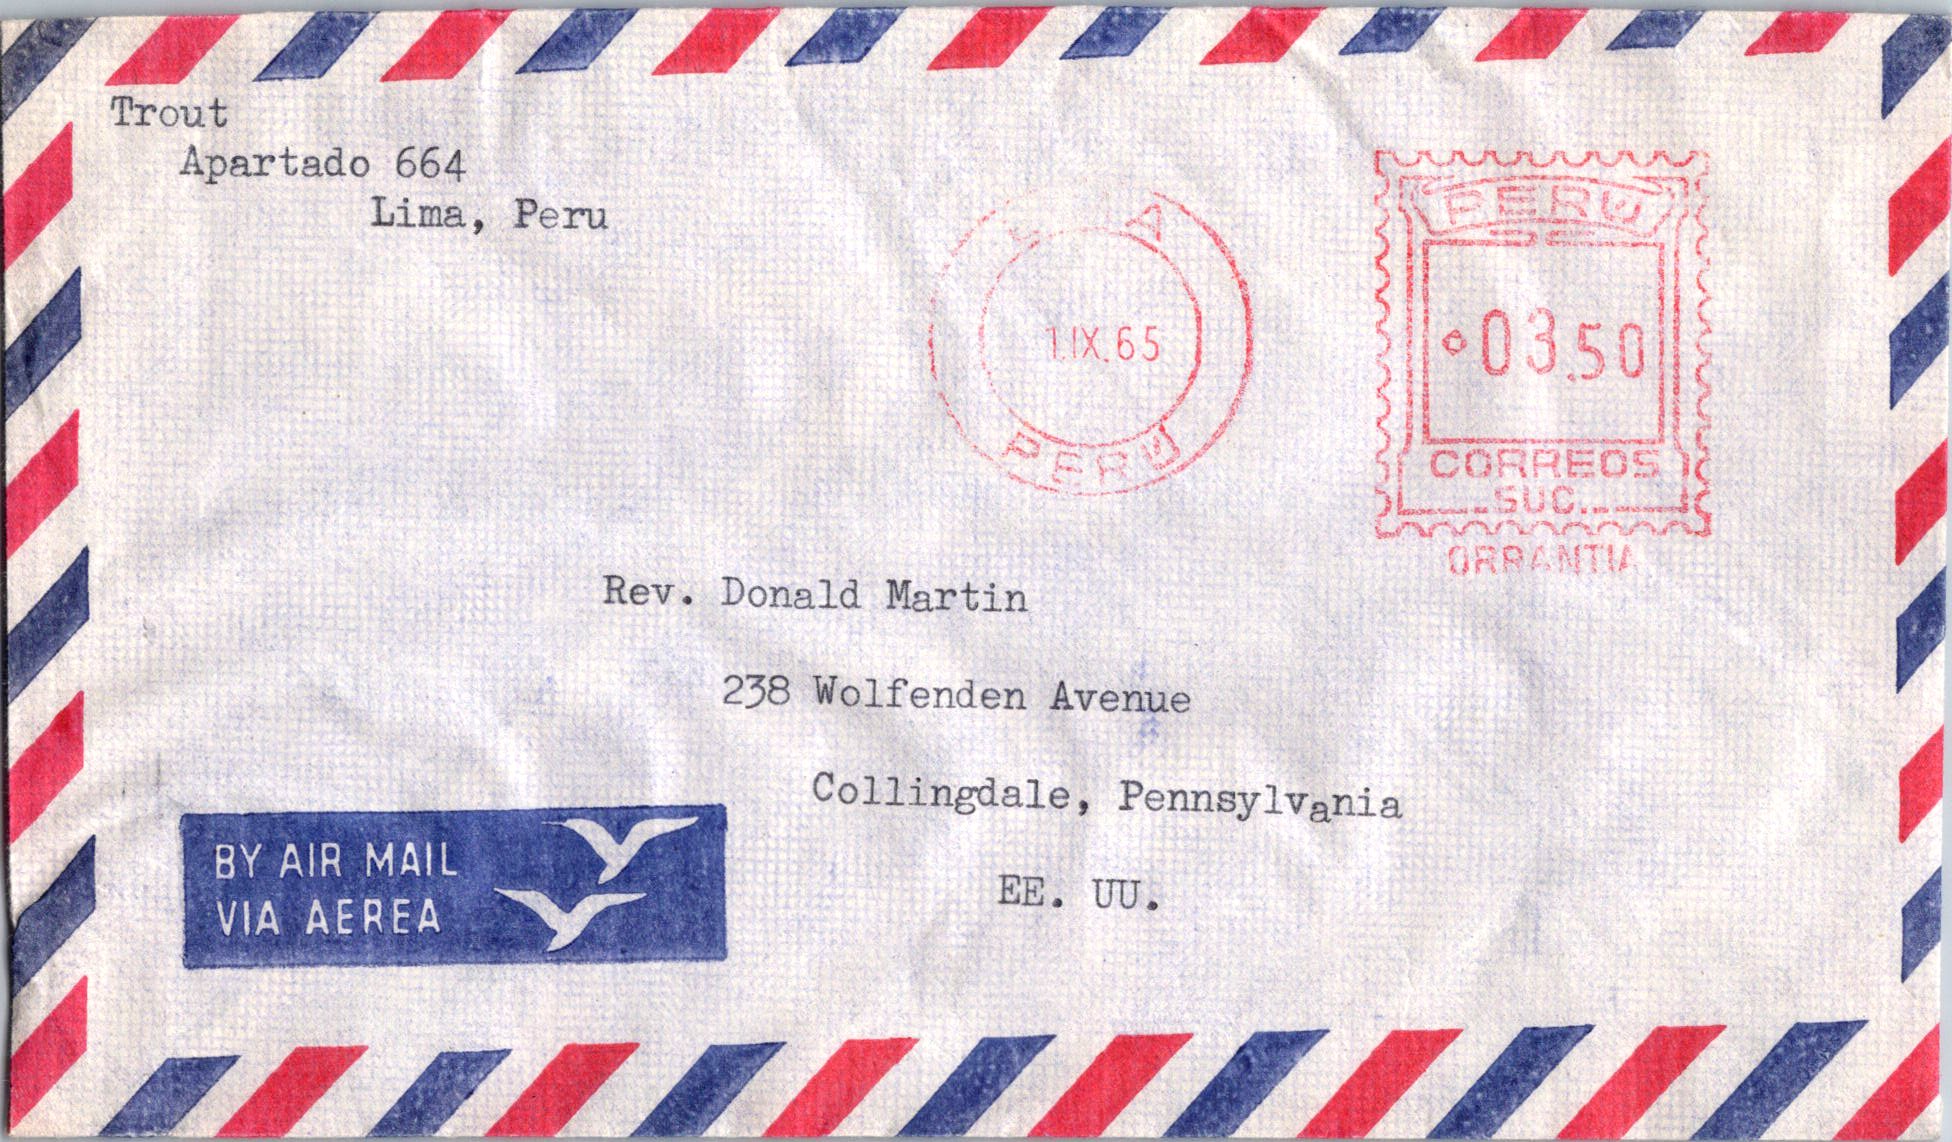 Trout
Apartado 664
Lima, Peru
PERU
1.IX.65
PERU
03.50
CORREOS
SUC.
ORRANTIA
Rev. Donald Martin
238 Wolfenden Avenue
Collingdale, Pennsylvania
EE. UU.
BY AIR MAIL
VIA AEREA